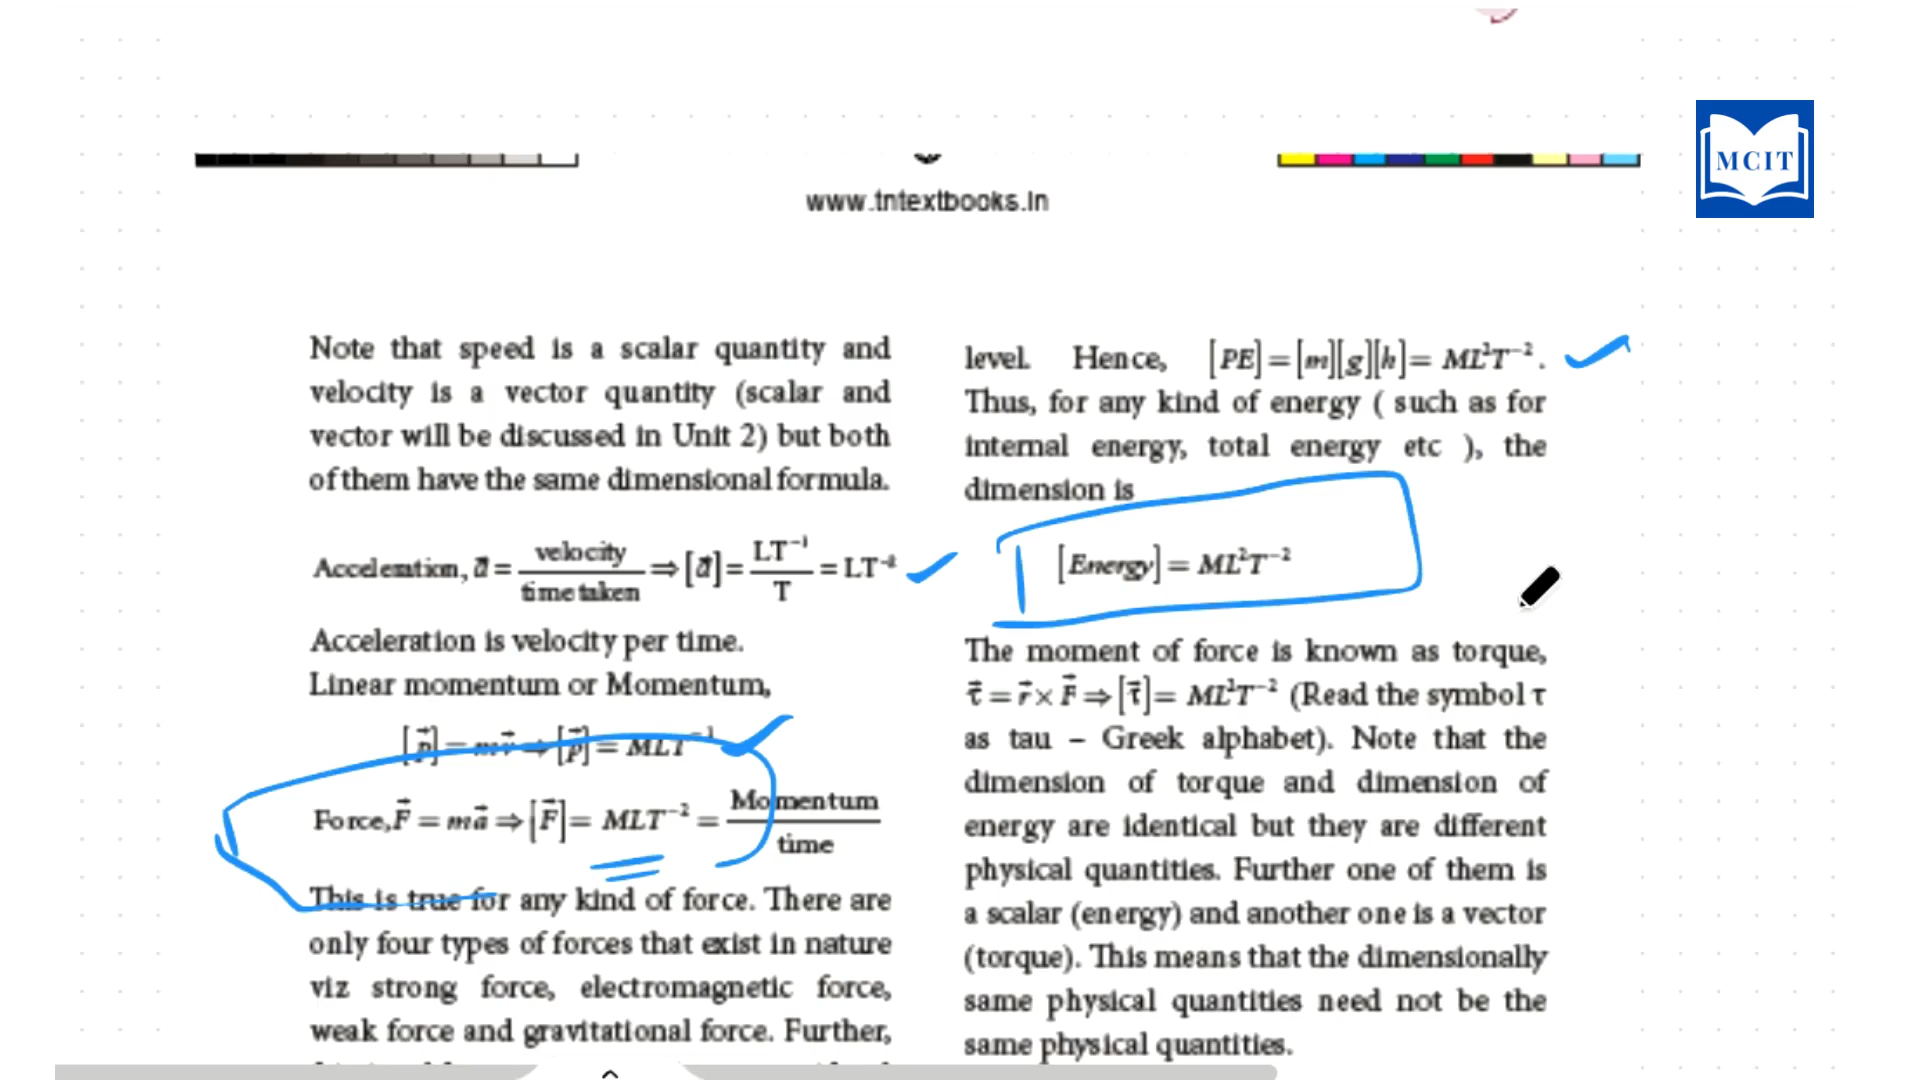 MCIT
www.tntextbooks.in
Note that speed is a scalar quantity and
velocity is a vector quantity (scalar and
vector will be discussed in Unit 2) but both
of them have the same dimensional formula.
Acceleration, a⃗ = velocity / time taken ⇒ [a⃗] = LT⁻¹ / T = LT⁻²
Acceleration is velocity per time.
Linear momentum or Momentum,
[p⃗] = mv⃗ ⇒ [p⃗] = MLT⁻¹
Force, F⃗ = ma⃗ ⇒ [F⃗] = MLT⁻² = Momentum / time
This is true for any kind of force. There are
only four types of forces that exist in nature
viz strong force, electromagnetic force,
weak force and gravitational force. Further,
level. Hence, [PE] = [m][g][h] = ML²T⁻².
Thus, for any kind of energy ( such as for
internal energy, total energy etc ), the
dimension is
[Energy] = ML²T⁻²
The moment of force is known as torque,
τ⃗ = r⃗ × F⃗ ⇒ [τ⃗] = ML²T⁻² (Read the symbol τ
as tau – Greek alphabet). Note that the
dimension of torque and dimension of
energy are identical but they are different
physical quantities. Further one of them is
a scalar (energy) and another one is a vector
(torque). This means that the dimensionally
same physical quantities need not be the
same physical quantities.